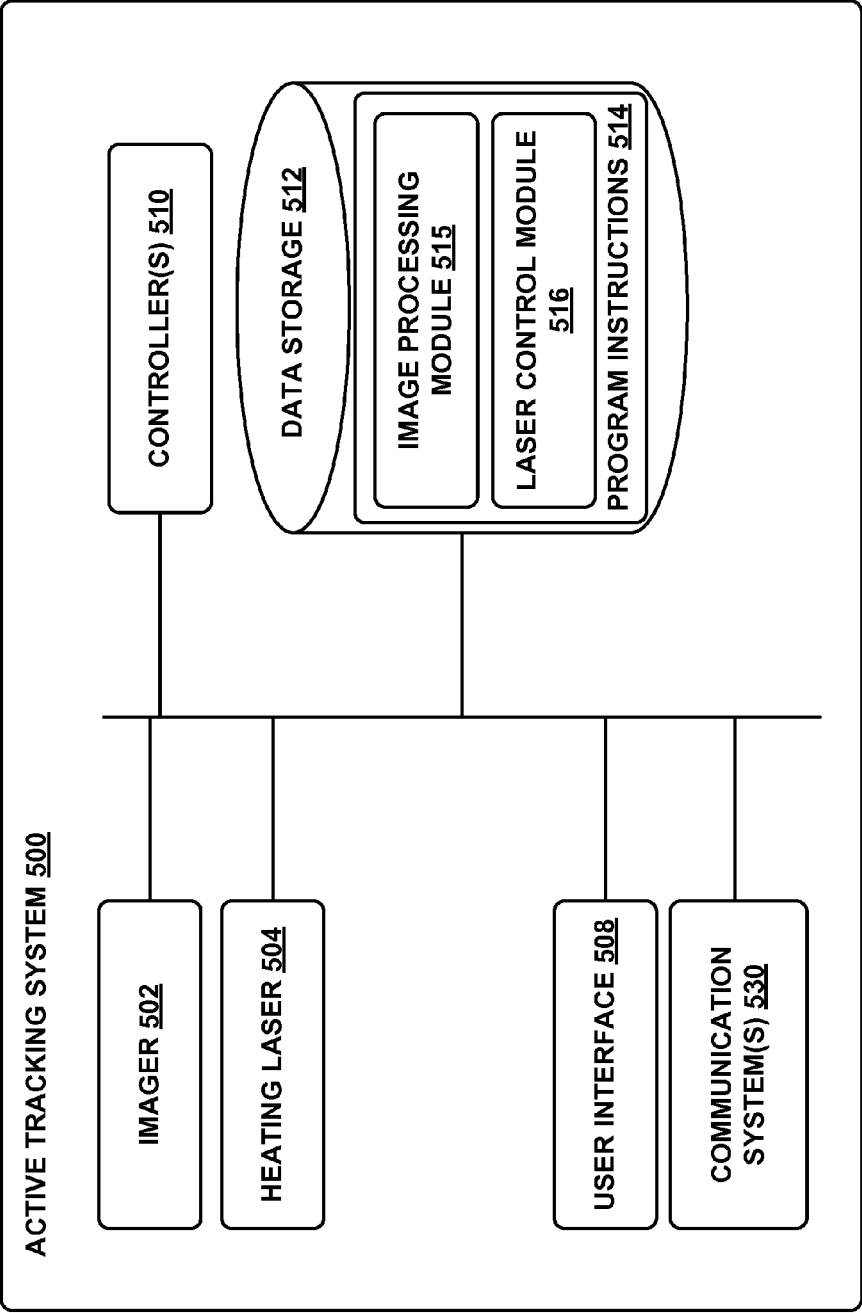 ACTIVE TRACKING SYSTEM 500
IMAGER 502
HEATING LASER 504
USER INTERFACE 508
COMMUNICATION
SYSTEM(S) 530
CONTROLLER(S) 510
DATA STORAGE 512
IMAGE PROCESSING
MODULE 515
LASER CONTROL MODULE
516
PROGRAM INSTRUCTIONS 514